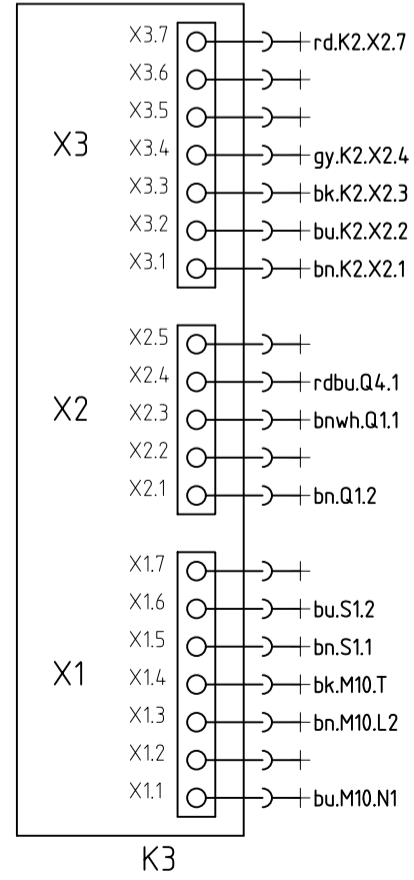 X3.7 rd.K2.X2.7
X3.6
X3.5
X3 X3.4 gy.K2.X2.4
X3.3 bk.K2.X2.3
X3.2 bu.K2.X2.2
X3.1 bn.K2.X2.1
X2.5
X2.4 rdbu.Q4.1
X2 X2.3 bnwh.Q1.1
X2.2
X2.1 bn.Q1.2
X1.7
X1.6 bu.S1.2
X1.5 bn.S1.1
X1 X1.4 bk.M10.T
X1.3 bn.M10.L2
X1.2
X1.1 bu.M10.N1
K3